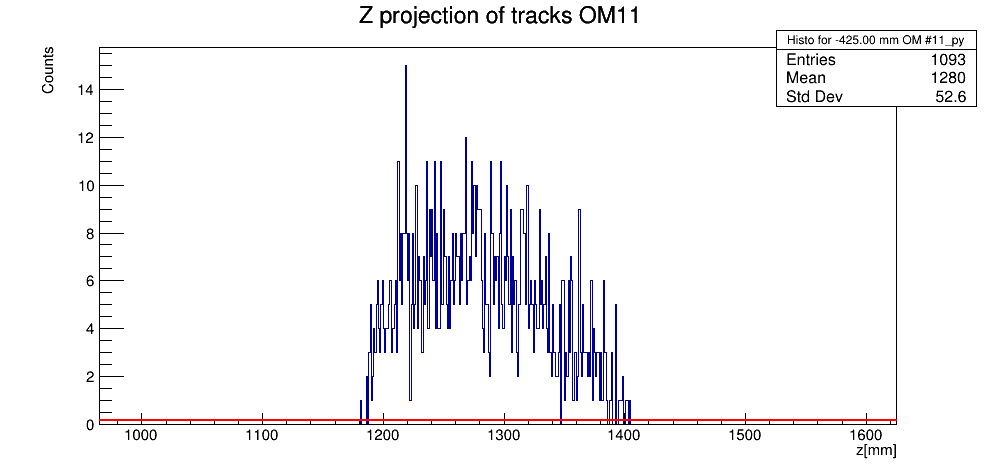 Z projection of tracks OM11
Histo for -425.00 mm OM #11_py
Entries 1093
Mean 1280
Std Dev 52.6
Counts
14
12
10
8
6
4
2
0
1000 1100 1200 1300 1400 1500 1600
z[mm]